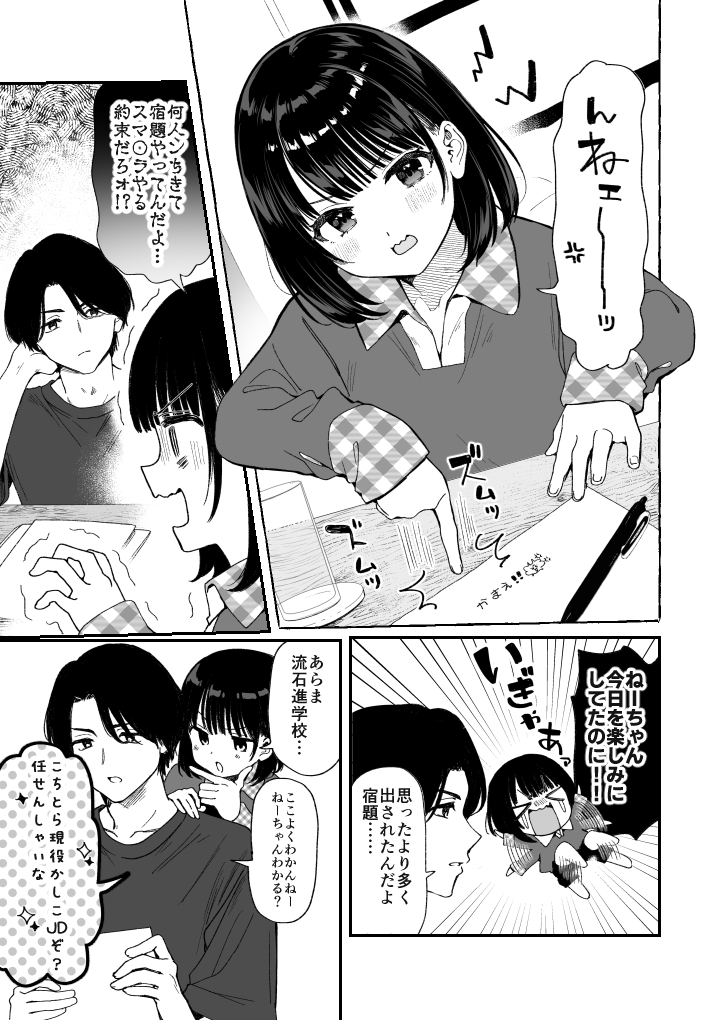 んねェーーーッ
ズムッ
ズムッ
かまえ!!
何人ンちきて
宿題やってんだよ…
スマ○ラやる
約束だろォ!?
ねーちゃん
今日を楽しみに
してたのに!!
いぎゃあっ
思ったより多く
出されたんだよ
宿題……
あらま
流石進学校…
ここよくわかんねー
ねーちゃんわかる?
こちとら現役かしこJDぞ?
任せんしゃいな